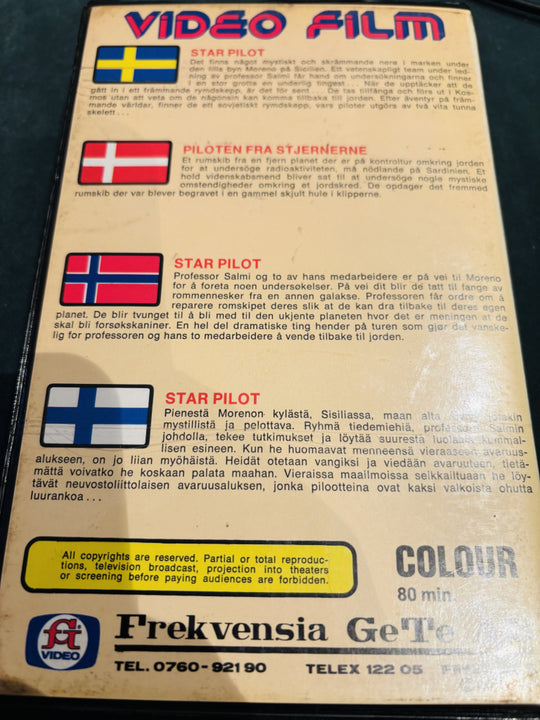 VIDEO FILM
STAR PILOT
Det finns något mystiskt och skrämmande nere i marken under
den lilla byn Moreno på Sicilien. Ett vetenskapligt team under led-
ning av professor Salmi får hand om undersökningarna och finner
i en stor grotta en underlig tingest . . . När de upptäcker att de
gått in i ett främmande rymdskepp, är det för sent . . . De tas tillfånga och förs ut i Kos-
mos utan att veta om de någonsin kan komma tillbaka till jorden. Efter äventyr på främ-
mande världar, finner de ett sovjetiskt rymdskepp, vars piloter utgörs av två vita tunna
skelett . . .
PILOTEN FRA STJERNERNE
Et rumskib fra en fjern planet der er på kontroltur omkring jorden
for at undersöge radioaktiviteten, må nödlande på Sardinien. Et
hold videnskabsmend bliver sat til at undersöge nogle mystiske
omstendigheder omkring et jordskred. De opdager det fremmed
rumskib der var blever begravet i en gammel skjult hule i klipperne.
STAR PILOT
Professor Salmi og to av hans medarbeidere er på vei til Moreno
for å foreta noen undersøkelser. På vei dit blir de tatt til fange av
rommennesker fra en annen galakse. Professoren får ordre om å
reparere romskipet deres slik at de kan dra tilbake til deres egen
planet. De blir tvunget til å bli med til den ukjente planeten hvor det er meningen at de
skal bli forsøkskaniner. En hel del dramatiske ting hender på turen som gjør det vanske-
lig for professoren og hans to medarbeidere å vende tilbake til jorden.
STAR PILOT
Pienestä Morenon kylästä, Sisiliassa, maan alta
mystillistä ja pelottava. Ryhmä tiedemiehiä, professori Salmin
johdolla, tekee tutkimukset ja löytää suuresta luolasta kummal-
lisen esineen. Kun he huomaavat menneensä vieraaseen avaruus-
alukseen, on jo liian myöhäistä. Heidät otetaan vangiksi ja viedään avaruuteen, tietä-
mättä voivatko he koskaan palata maahan. Vieraissa maailmoissa seikkailtuaan he löy-
tävät neuvostoliittolaisen avaruusaluksen, jonka pilootteina ovat kaksi valkoista ohutta
luurankoa . . .
All copyrights are reserved. Partial or total reproduc-
tions, television broadcast, projection into theaters
or screening before paying audiences are forbidden.
COLOUR
80 min.
VIDEO
Frekvensia GeTe
TEL. 0760-921 90 TELEX 122 05